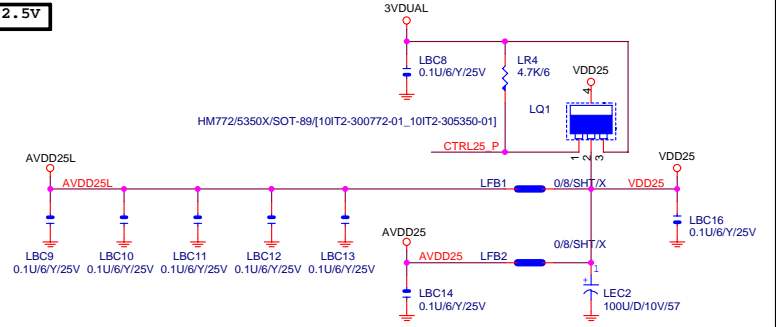 2.5V
3VDUAL
LBC8
0.1U/6/Y/25V
LR4
4.7K/6
VDD25
4
LQ1
HM772/5350X/SOT-89/[10IT2-300772-01_10IT2-305350-01]
CTRL25_P
1
2
3
AVDD25L
AVDD25L
LFB1
0/8/SHT/X
VDD25
VDD25
LBC16
0.1U/6/Y/25V
LBC9
0.1U/6/Y/25V
LBC10
0.1U/6/Y/25V
LBC11
0.1U/6/Y/25V
LBC12
0.1U/6/Y/25V
LBC13
0.1U/6/Y/25V
AVDD25
AVDD25
LFB2
0/8/SHT/X
LBC14
0.1U/6/Y/25V
1
+
LEC2
100U/D/10V/57